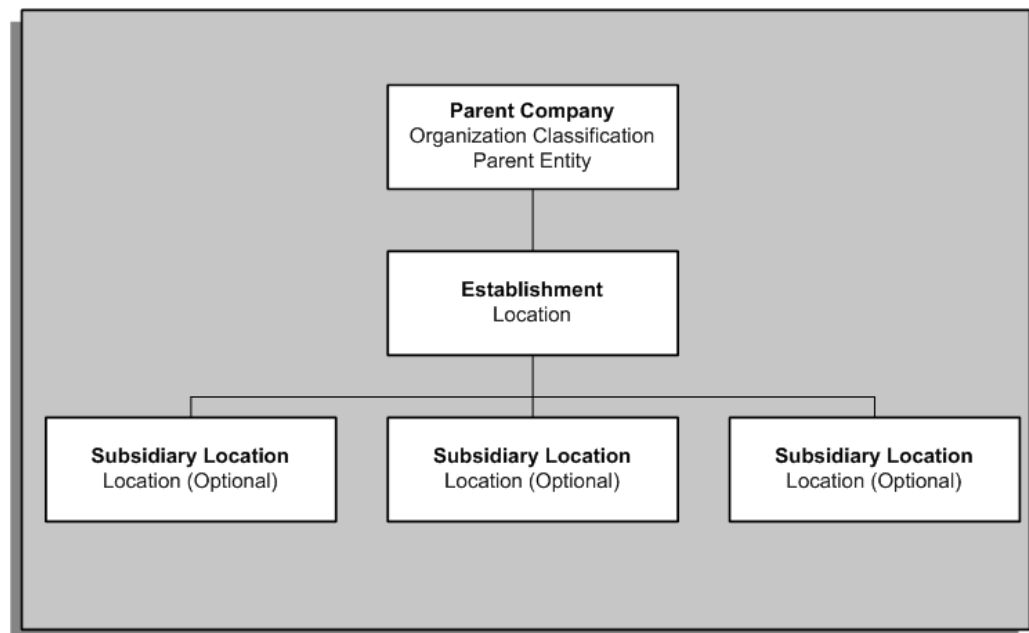 Parent Company
Organization Classification
Parent Entity
Establishment
Location
Subsidiary Location
Location (Optional)
Subsidiary Location
Location (Optional)
Subsidiary Location
Location (Optional)